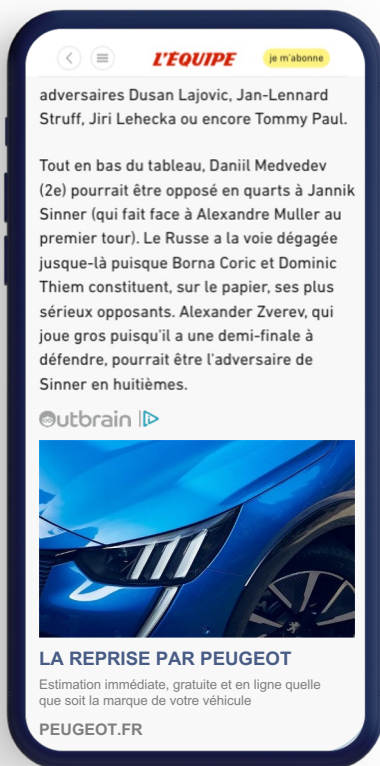 L'ÉQUIPE je m'abonne
adversaires Dusan Lajovic, Jan-Lennard
Struff, Jiri Lehecka ou encore Tommy Paul.
Tout en bas du tableau, Daniil Medvedev
(2e) pourrait être opposé en quarts à Jannik
Sinner (qui fait face à Alexandre Muller au
premier tour). Le Russe a la voie dégagée
jusque-là puisque Borna Coric et Dominic
Thiem constituent, sur le papier, ses plus
sérieux opposants. Alexander Zverev, qui
joue gros puisqu'il a une demi-finale à
défendre, pourrait être l'adversaire de
Sinner en huitièmes.
Outbrain
LA REPRISE PAR PEUGEOT
Estimation immédiate, gratuite et en ligne quelle
que soit la marque de votre véhicule
PEUGEOT.FR